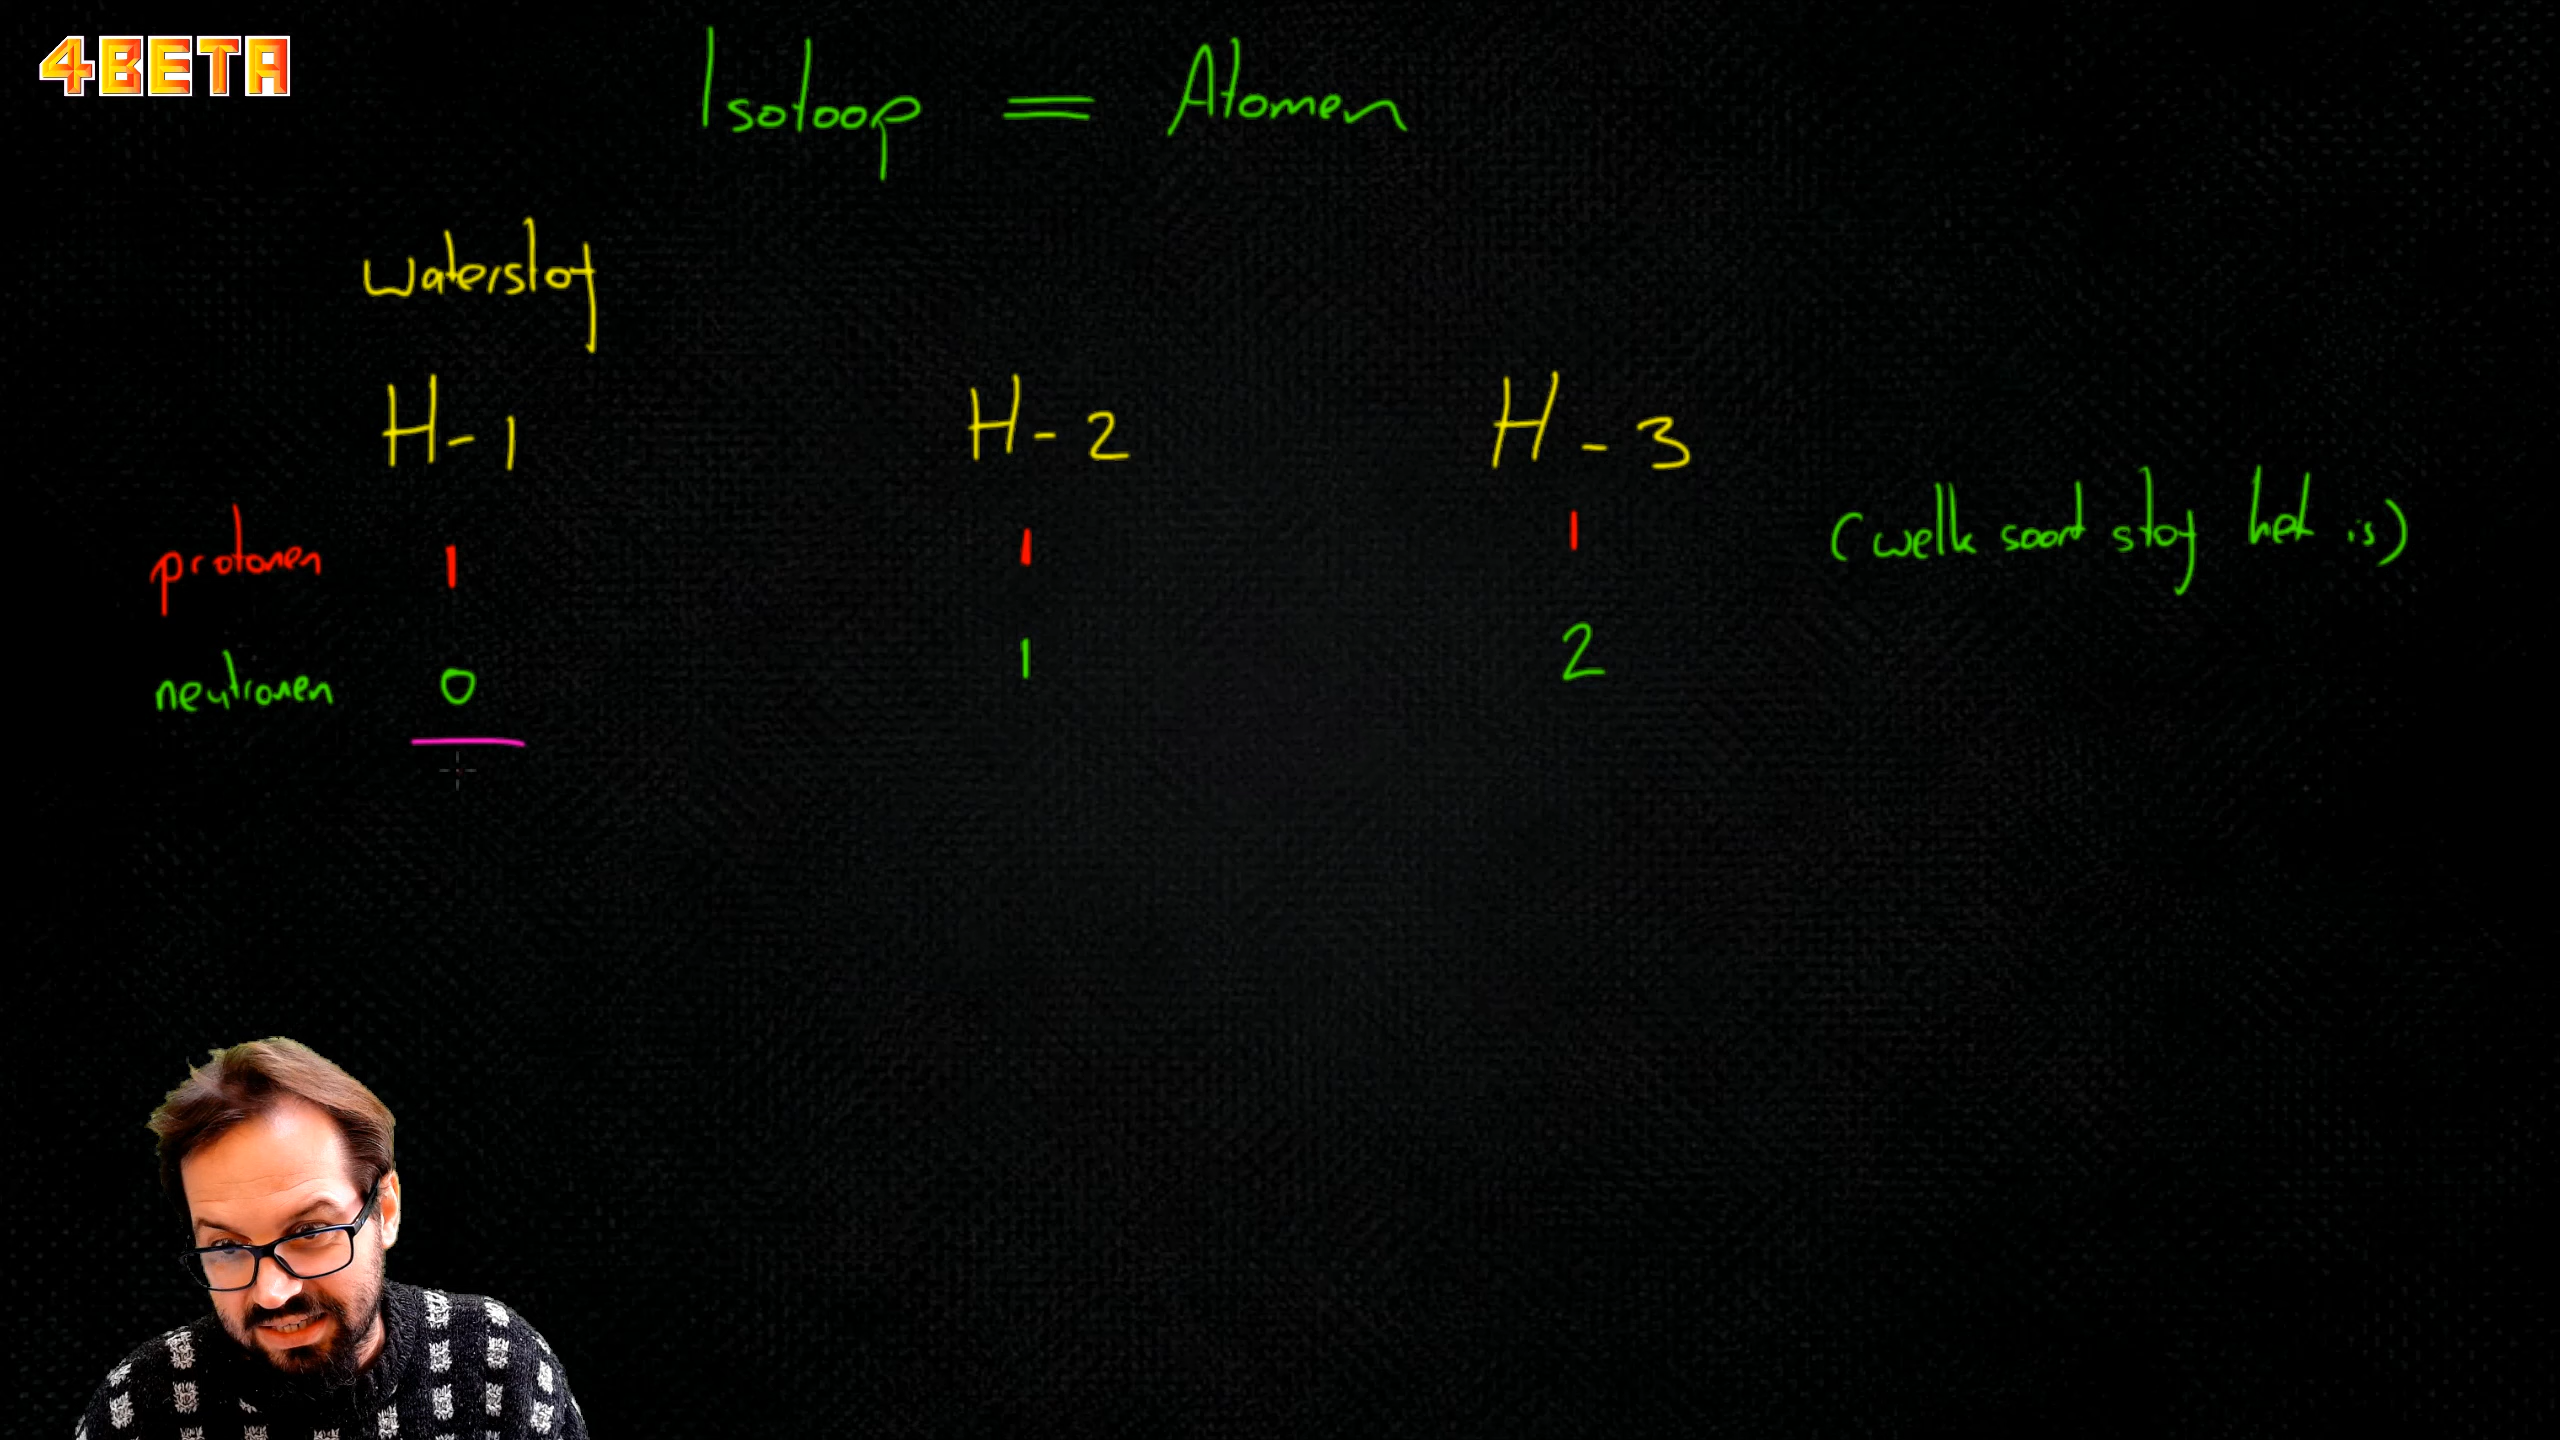 4BETA
Isotoop = Atomen
waterstof
H-1 H-2 H-3
protonen 1 1 1 (welk soort stof het is)
neutronen 0 1 2